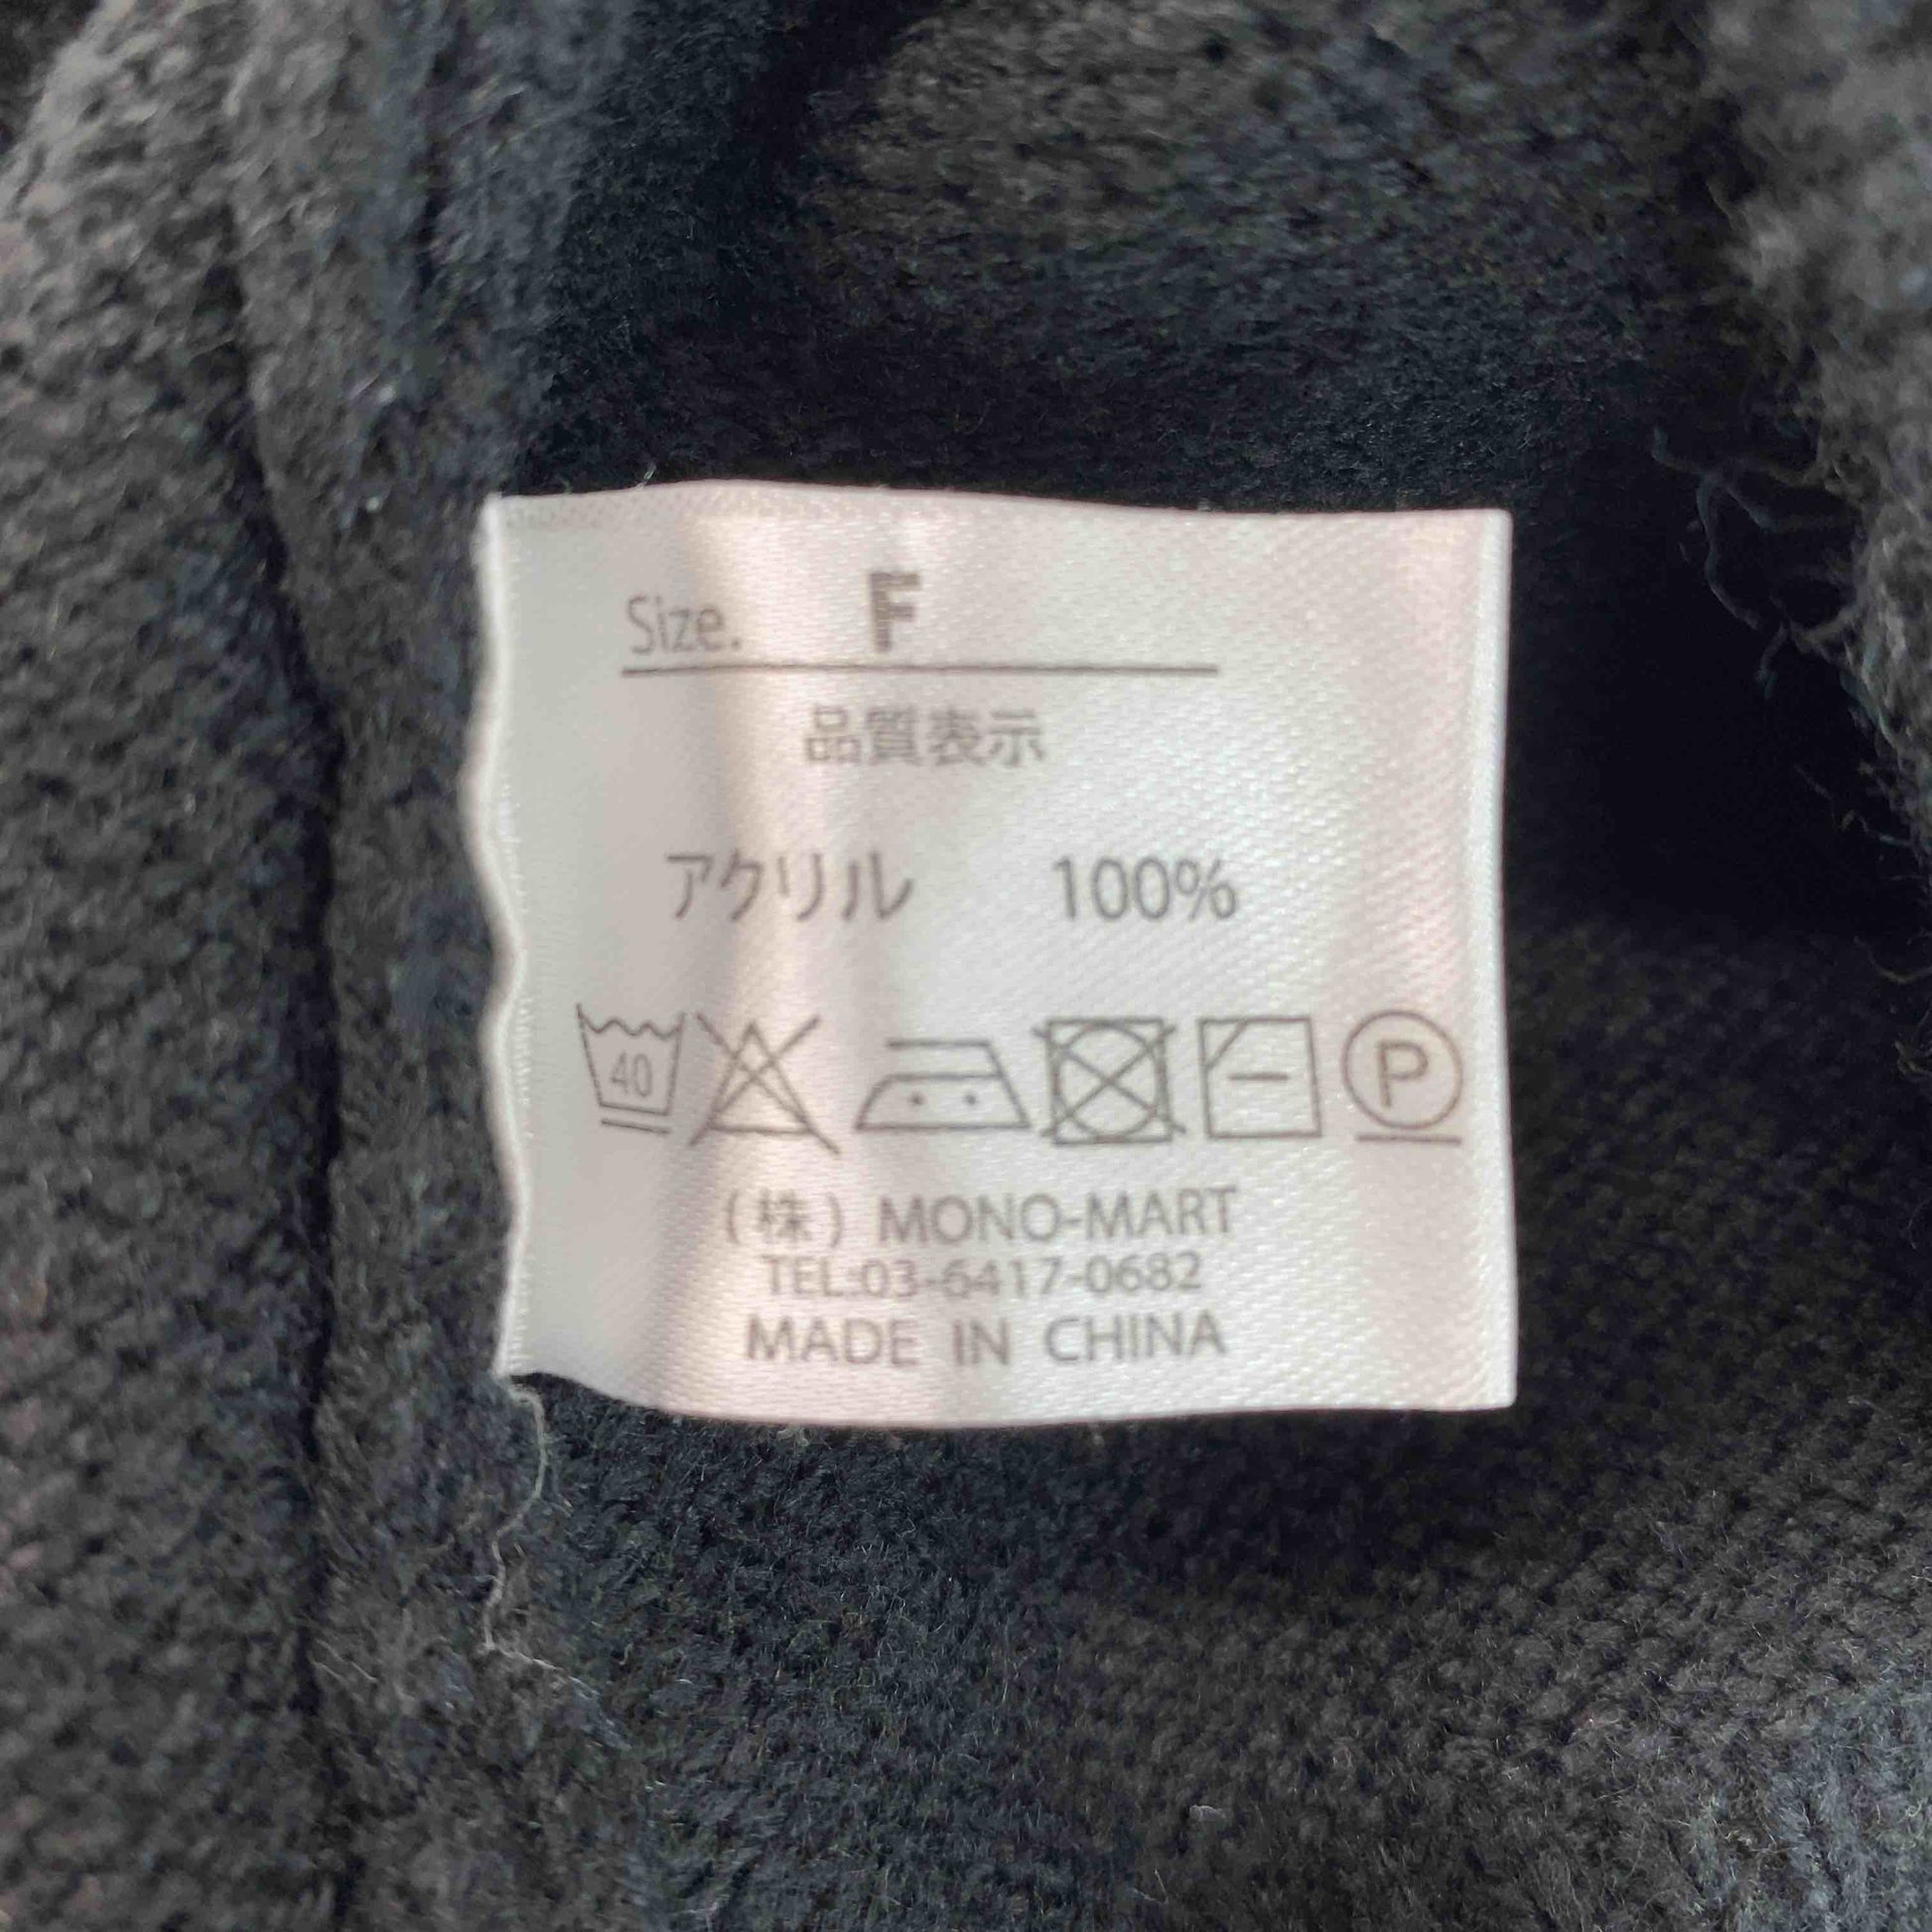 Size. F
品質表示
アクリル 100%
40 P
(株) MONO-MART
TEL:03-6417-0682
MADE IN CHINA